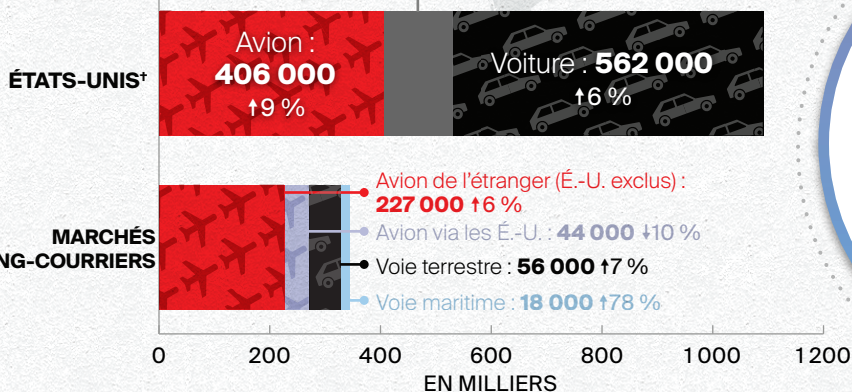 ÉTATS-UNIS†
Avion :
406 000
↑9 %
Voiture : 562 000
↑6 %
MARCHÉS
NG-COURRIERS
Avion de l’étranger (É.-U. exclus) :
227 000 ↑6 %
Avion via les É.-U. : 44 000 ↓10 %
Voie terrestre : 56 000 ↑7 %
Voie maritime : 18 000 ↑78 %
0 200 400 600 800 1 000 1 200
EN MILLIERS